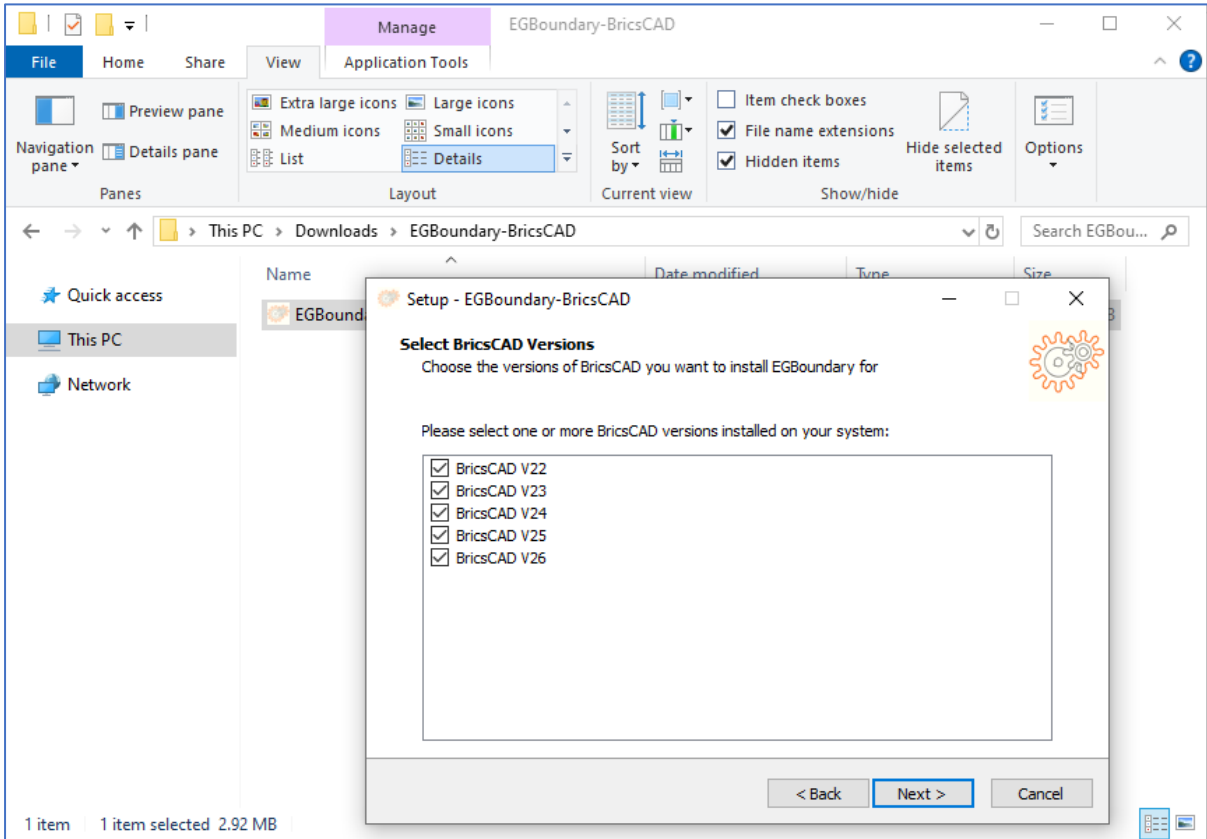 Manage
EGBoundary-BricsCAD
File Home Share View Application Tools
Navigation pane
Preview pane
Details pane
Panes
Extra large icons Large icons
Medium icons Small icons
List Details
Layout
Sort by
Current view
Item check boxes
File name extensions
Hidden items
Hide selected items
Show/hide
Options
This PC > Downloads > EGBoundary-BricsCAD
Search EGBou...
Name Date modified Type Size
Quick access
This PC
Network
EGBound
Setup - EGBoundary-BricsCAD
Select BricsCAD Versions
Choose the versions of BricsCAD you want to install EGBoundary for
Please select one or more BricsCAD versions installed on your system:
BricsCAD V22
BricsCAD V23
BricsCAD V24
BricsCAD V25
BricsCAD V26
< Back Next > Cancel
1 item 1 item selected 2.92 MB